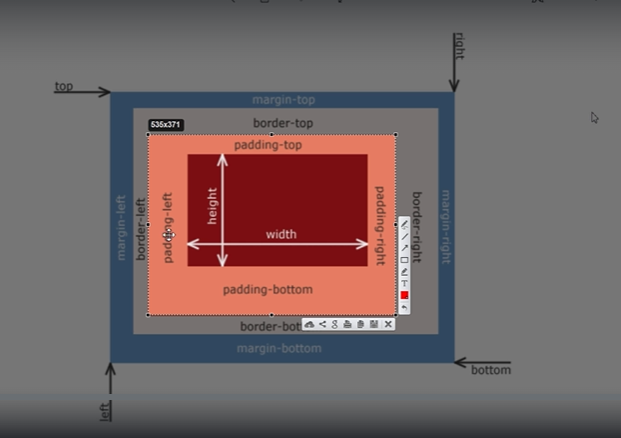 right
top
margin-top
border-top
535x371
padding-top
margin-left
border-left
padding-left
height
width
padding-right
border-right
margin-right
T
padding-bottom
border-bot
margin-bottom
bottom
left